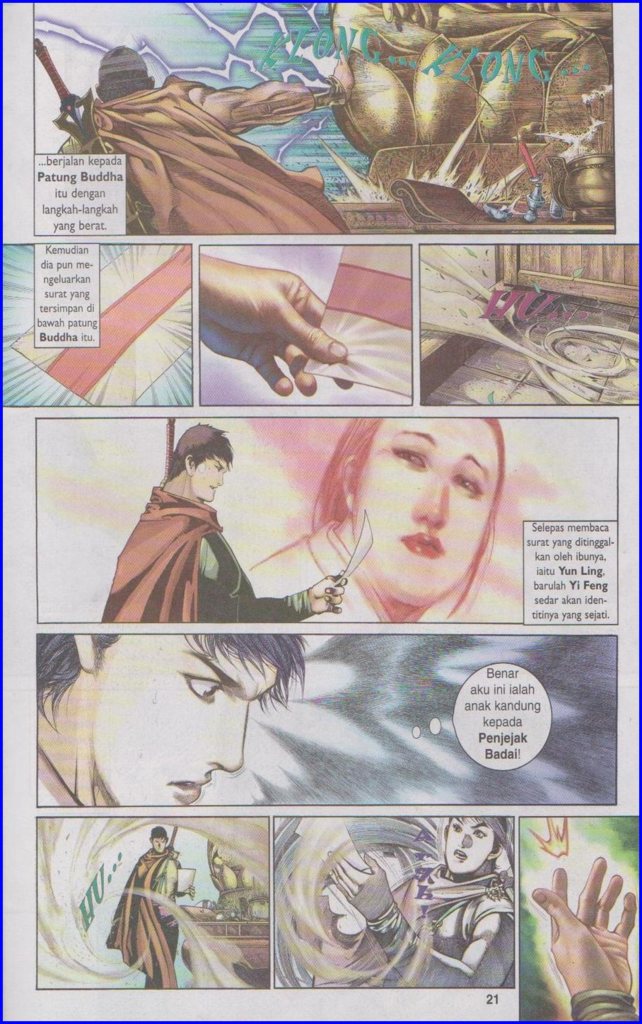 KLONG... KLONG...
...berjalan kepada
Patung Buddha
itu dengan
langkah-langkah
yang berat.
Kemudian
dia pun me-
ngeluarkan
surat yang
tersimpan di
bawah patung
Buddha itu.
HU...
Selepas membaca
surat yang ditinggal-
kan oleh ibunya,
iaitu Yun Ling,
barulah Yi Feng
sedar akan iden-
titinya yang sejati.
Benar
aku ini ialah
anak kandung
kepada
Penjejak
Badai!
HU...
21